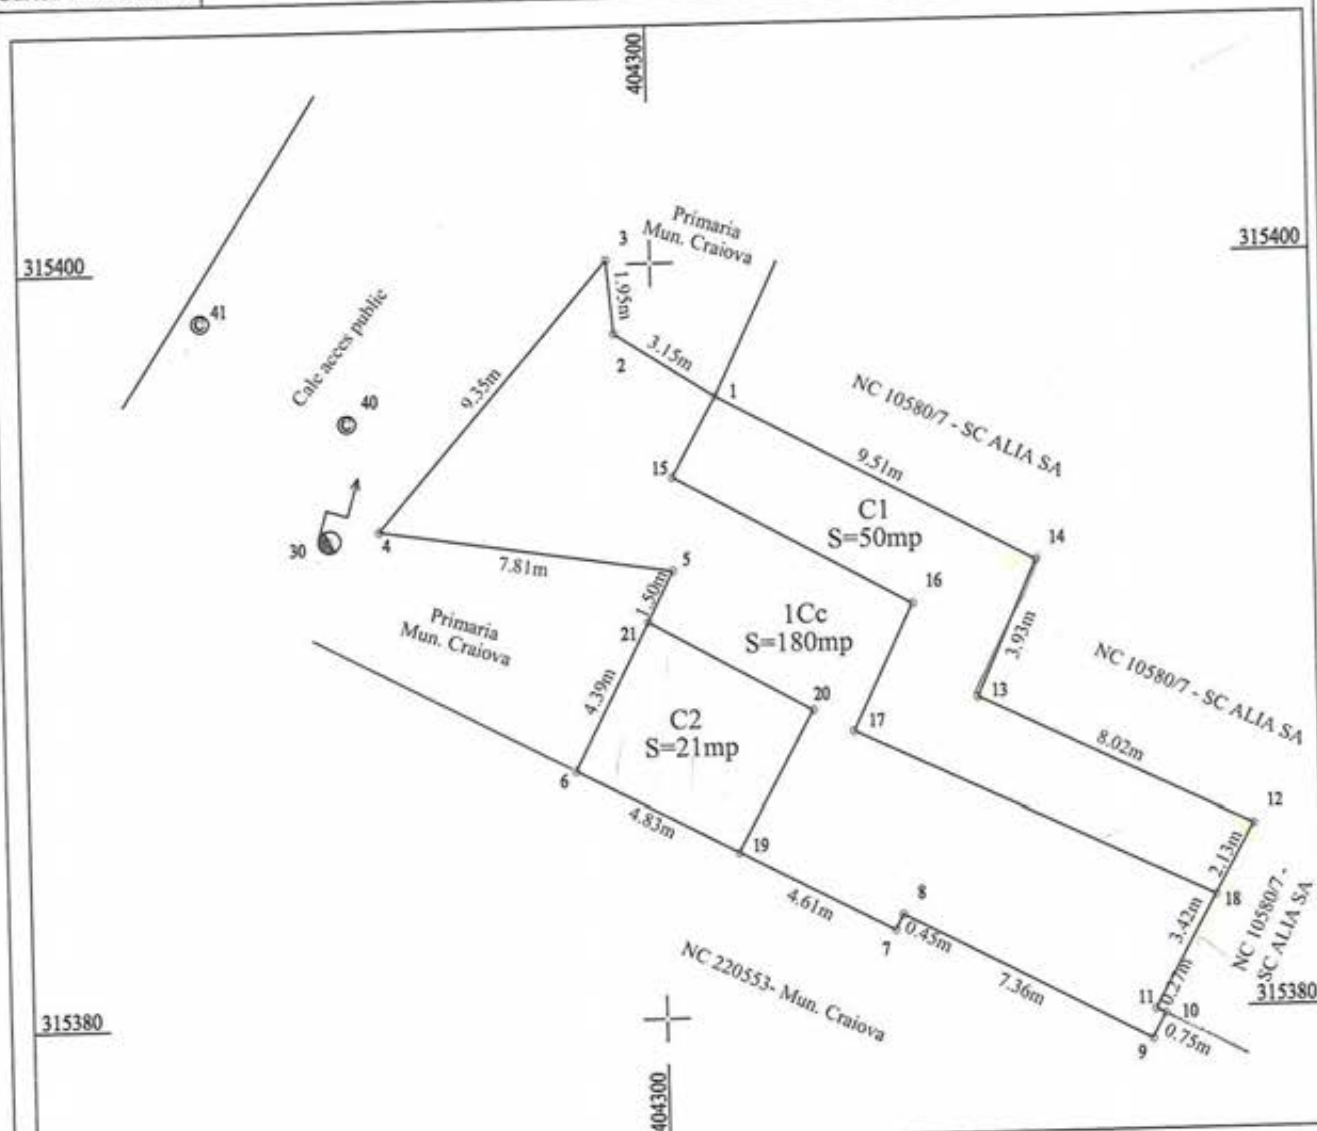 404300
Primaria
Mun. Craiova
315400
315400
3
1.95m
41
Cale acces public
2
3.15m
1
9.35m
40
NC 10580/7 - SC ALIA SA
9.51m
15
C1
S=50mp
14
30
4
7.81m
5
16
1.50m
1Cc
S=180mp
3.93m
Primaria
Mun. Craiova
21
NC 10580/7 - SC ALIA SA
4.39m
20
13
C2
S=21mp
17
8.02m
6
12
4.83m
19
2.13m
18
4.61m
8
3.42m
NC 10580/7 -
SC ALIA SA
7
0.45m
NC 220553- Mun. Craiova
7.36m
0.27m
11
10
315380
315380
9
0.75m
404300